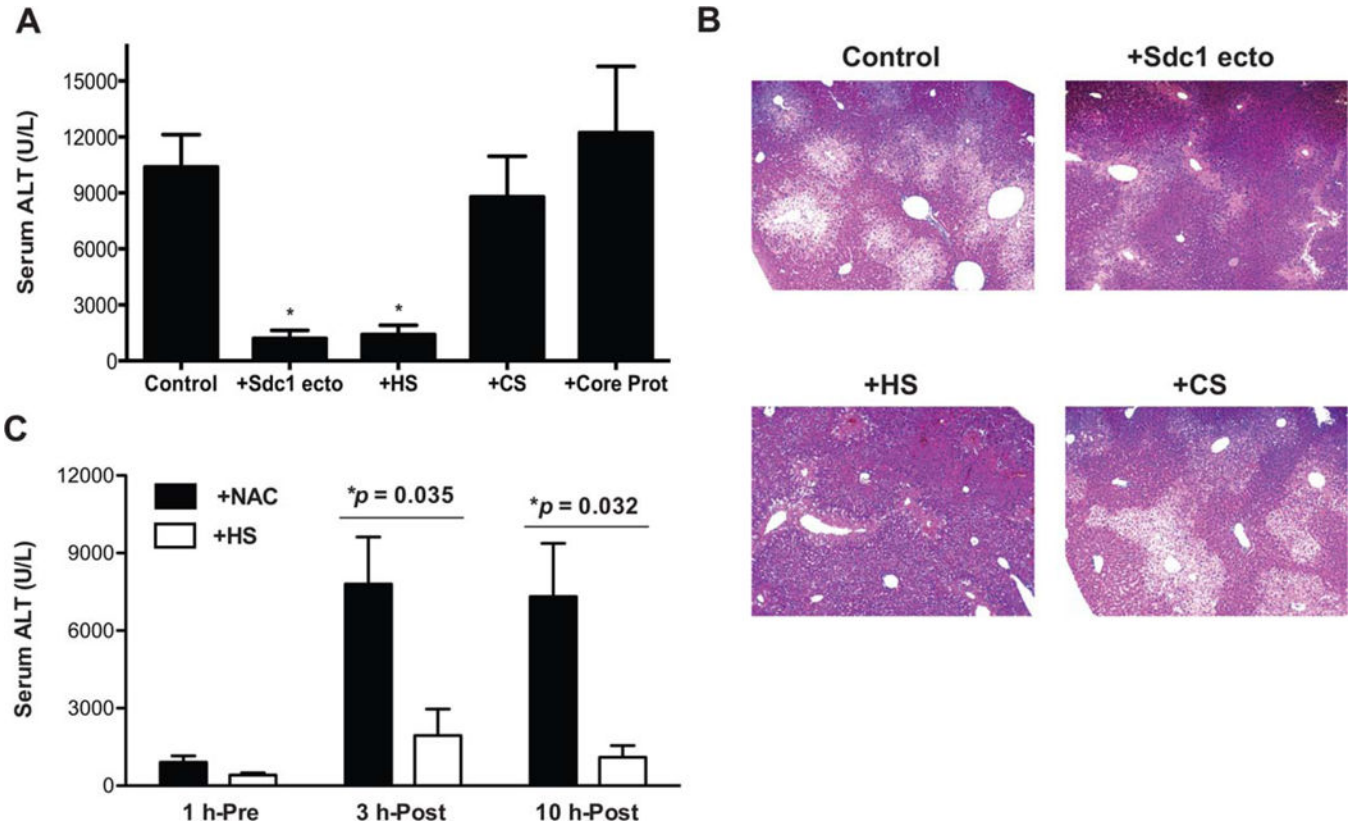 A
Serum ALT (U/L)
15000
12000
9000
6000
3000
0
Control
+Sdc1 ecto
+HS
+CS
+Core Prot
*
*
B
Control
+Sdc1 ecto
+HS
+CS
C
Serum ALT (U/L)
12000
9000
6000
3000
0
+NAC
+HS
*p = 0.035
*p = 0.032
1 h-Pre
3 h-Post
10 h-Post